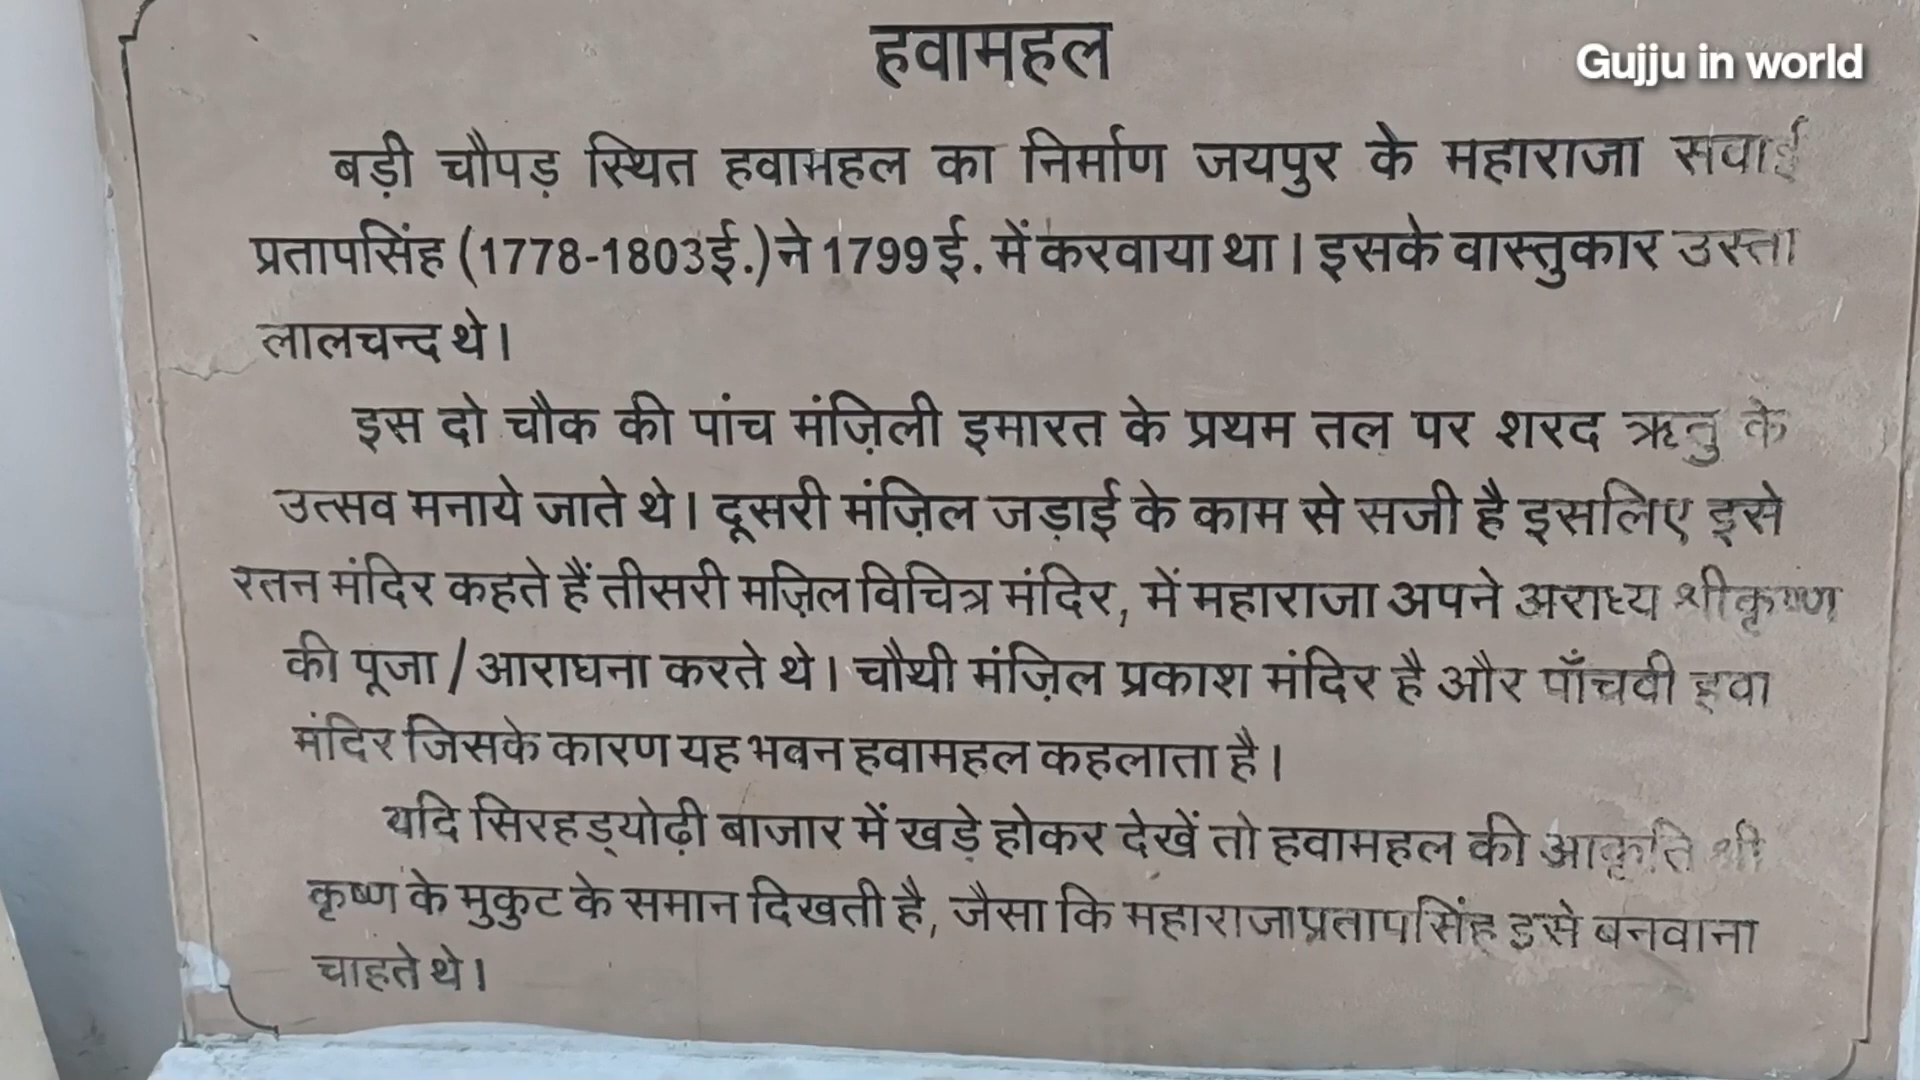 हवामहल
Gujju in world
बड़ी चौपड़ स्थित हवामहल का निर्माण जयपुर के महाराजा सवाई
प्रतापसिंह (1778-1803ई.) ने 1799 ई. में करवाया था । इसके वास्तुकार उस्ता
लालचन्द थे ।
इस दो चौक की पांच मंज़िली इमारत के प्रथम तल पर शरद ऋतु के
उत्सव मनाये जाते थे । दूसरी मंज़िल जड़ाई के काम से सजी है इसलिए इसे
रतन मंदिर कहते हैं तीसरी मज़िल विचित्र मंदिर, में महाराजा अपने अराध्य श्रीकृष्ण
की पूजा / आराघना करते थे । चौथी मंज़िल प्रकाश मंदिर है और पाँचवी हवा
मंदिर जिसके कारण यह भवन हवामहल कहलाता है ।
यदि सिरहड्योढ़ी बाजार में खड़े होकर देखें तो हवामहल की आकृति श्री
कृष्ण के मुकुट के समान दिखती है, जैसा कि महाराजाप्रतापसिंह इसे बनवाना
चाहते थे ।